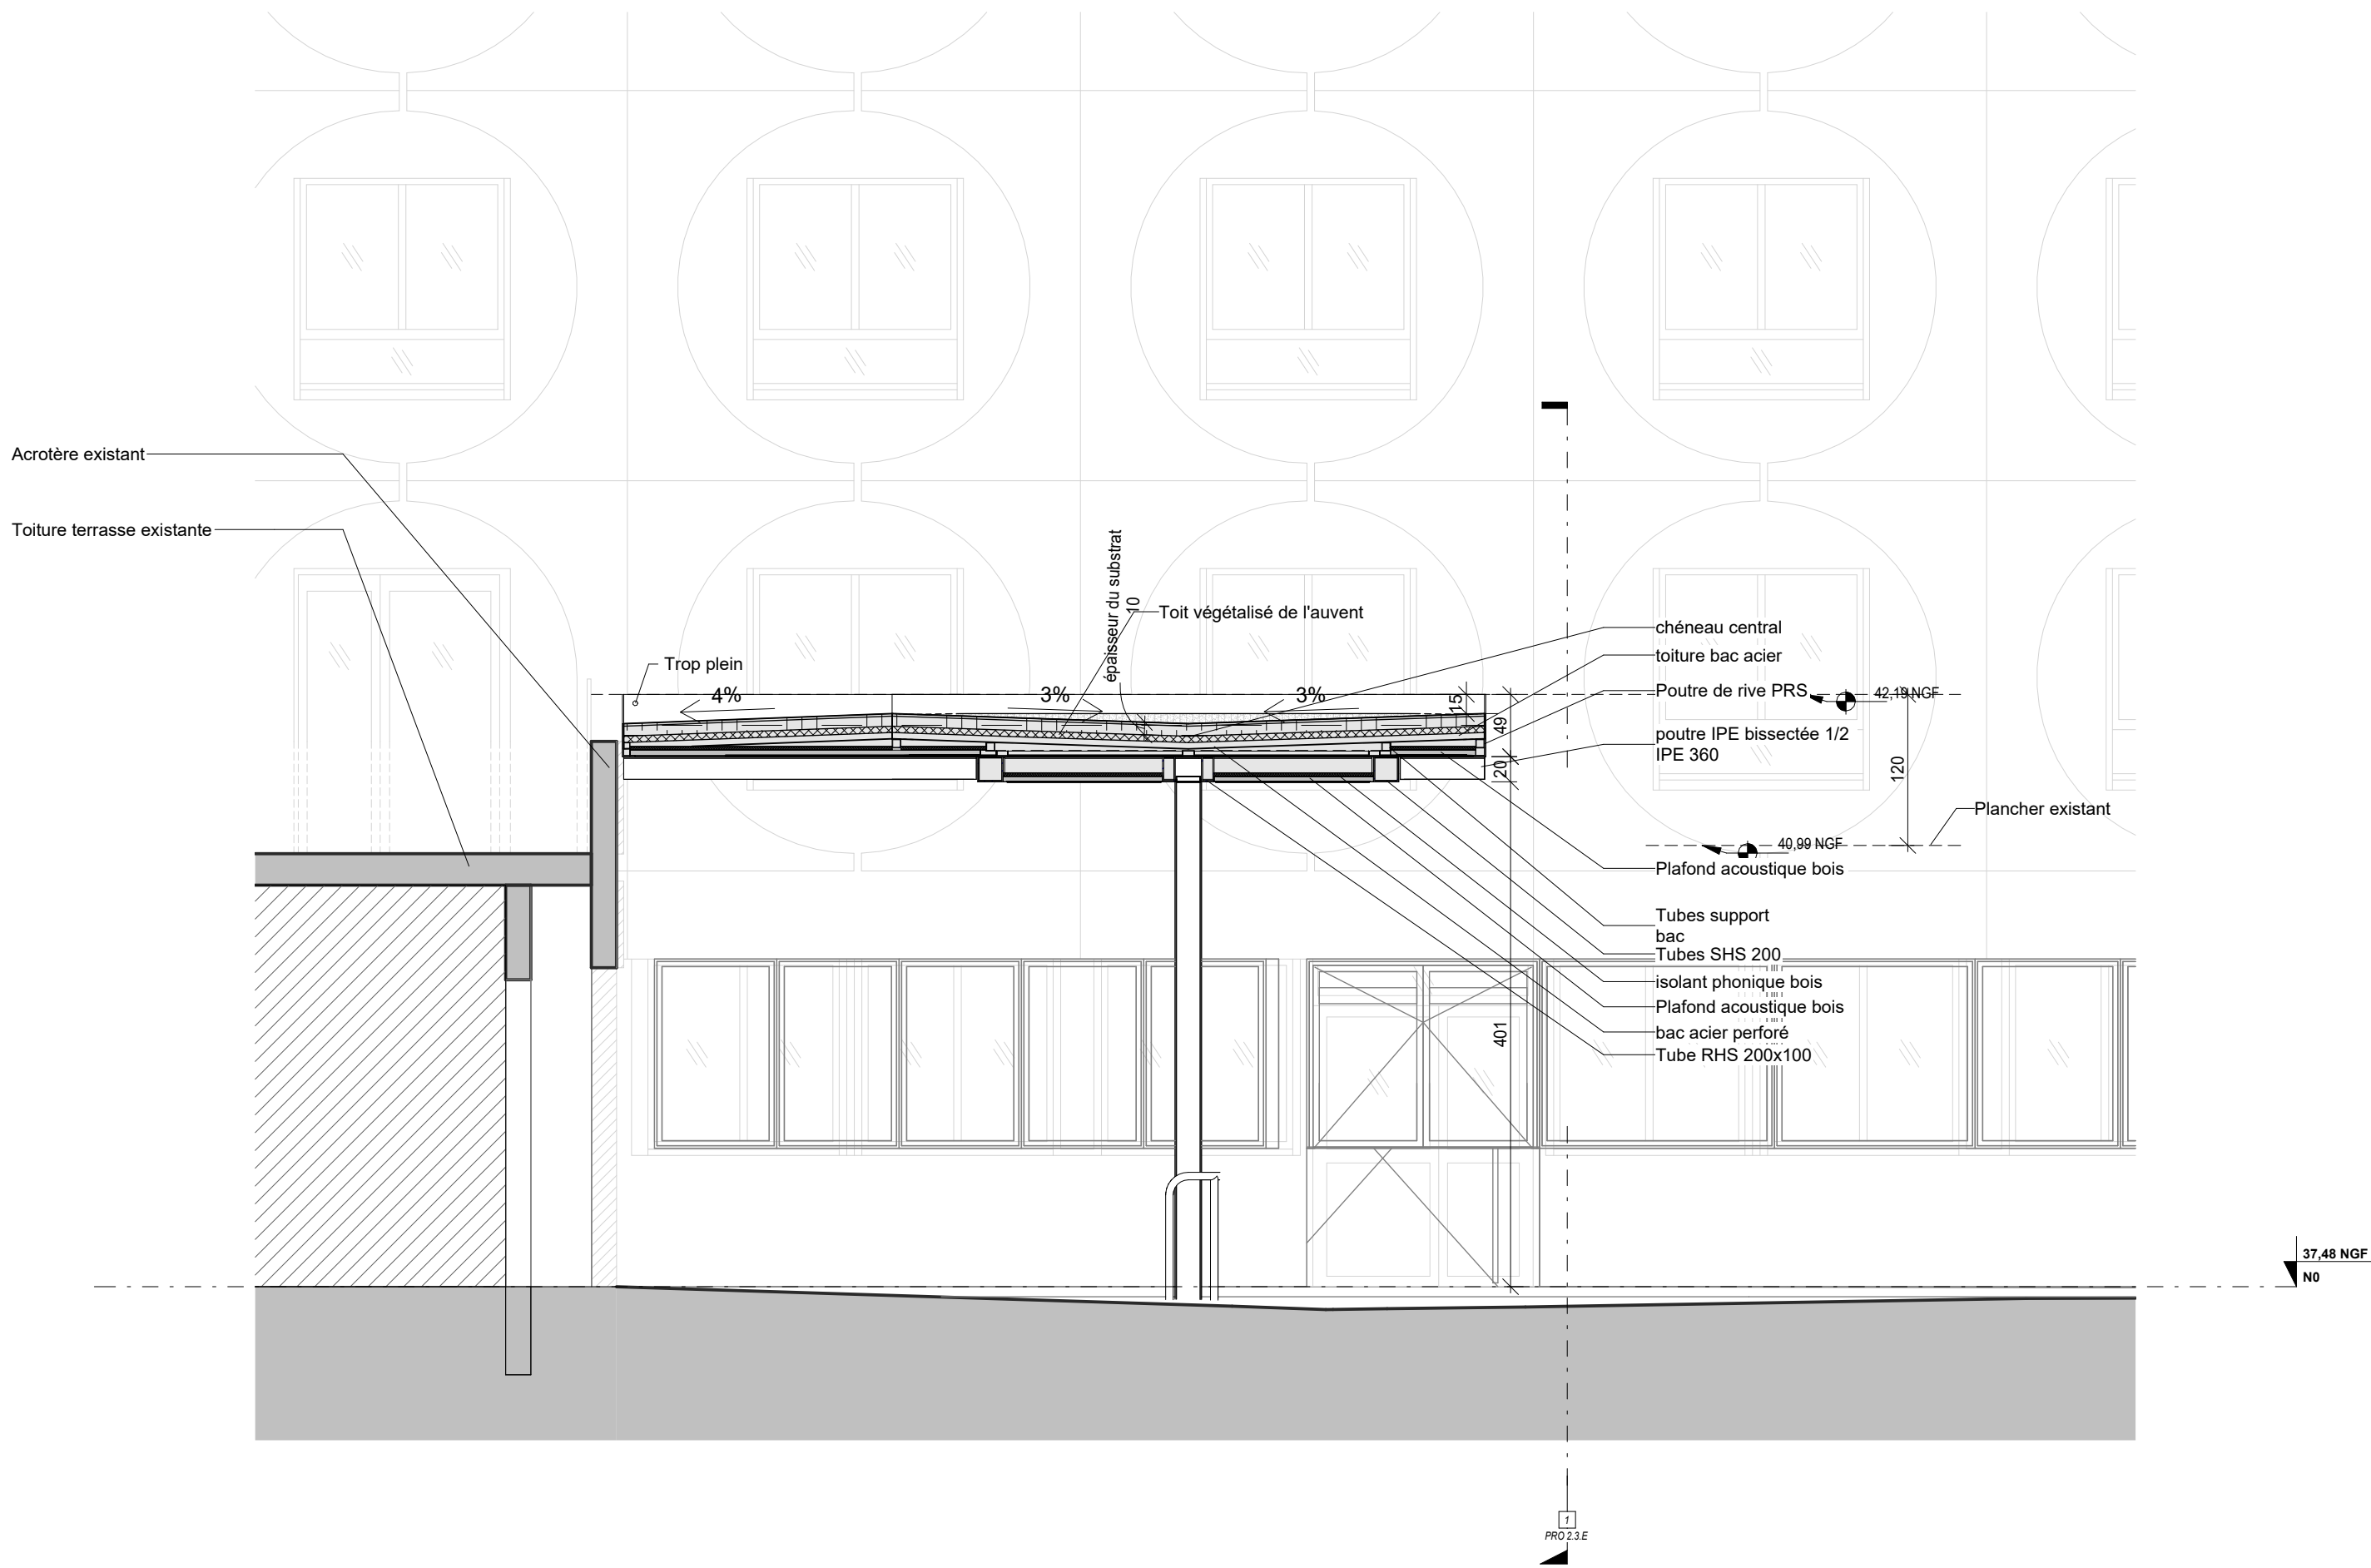 Acrotère existant
Toiture terrasse existante
épaisseur du substrat
10
Toit végétalisé de l'auvent
chéneau central
toiture bac acier
Trop plein
4%
3%
3%
Poutre de rive PRS
42,19 NGF
15
49
poutre IPE bissectée 1/2
IPE 360
20
120
Plancher existant
40,99 NGF
Plafond acoustique bois
Tubes support
bac
Tubes SHS 200
isolant phonique bois
Plafond acoustique bois
bac acier perforé
Tube RHS 200x100
401
37,48 NGF
N0
1
PRO 2.3.E